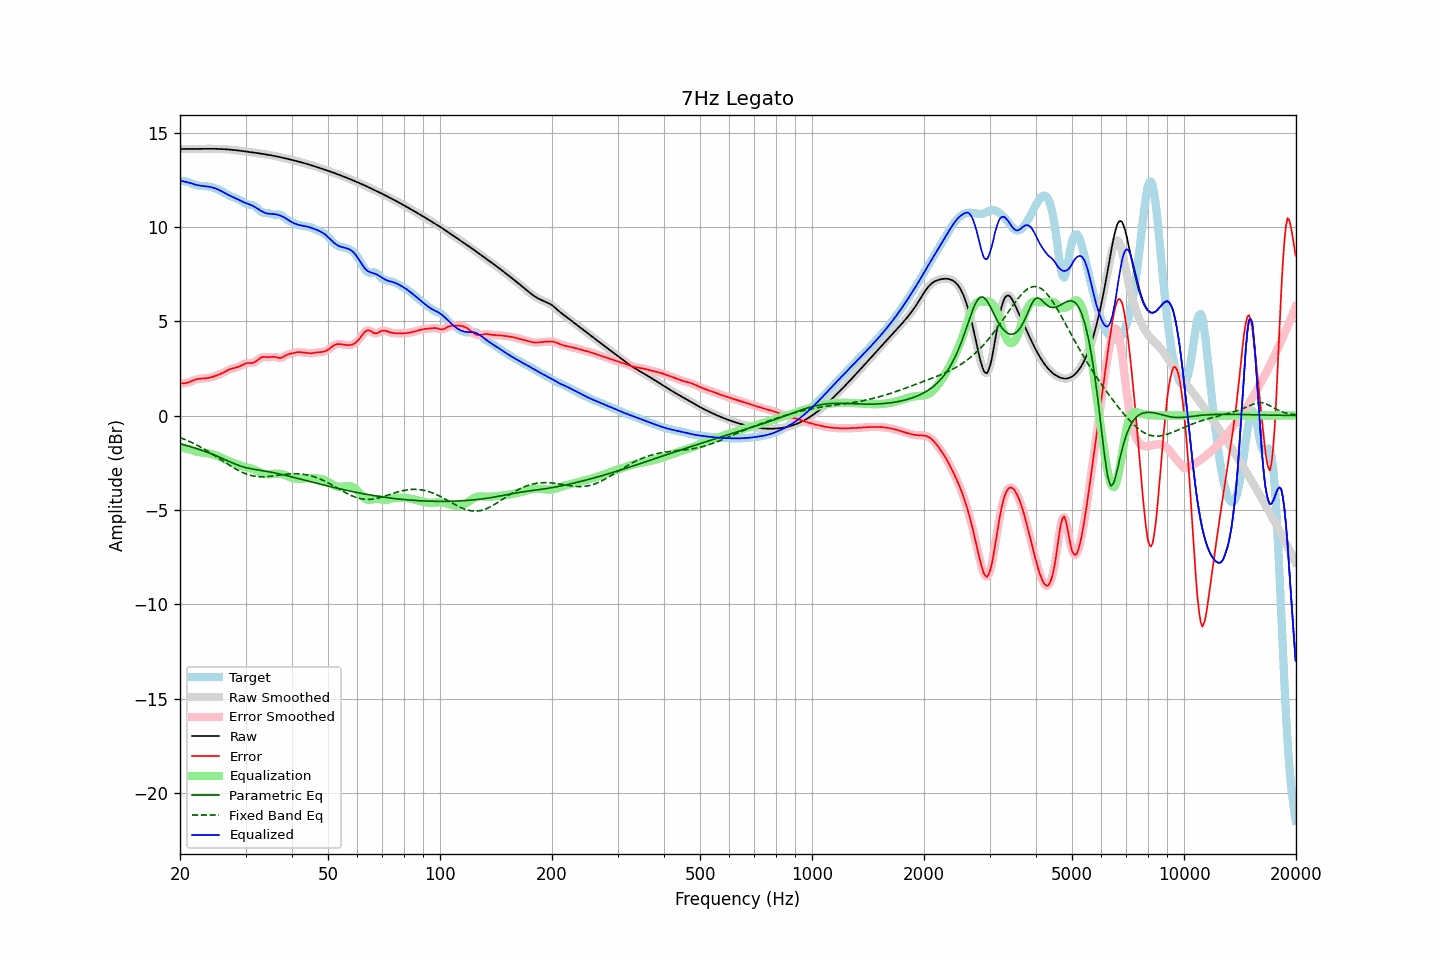 7Hz Legato
15
10
5
0
−5
−10
−15
−20
Amplitude (dBr)
Target
Raw Smoothed
Error Smoothed
Raw
Error
Equalization
Parametric Eq
Fixed Band Eq
Equalized
20 50 100 200 500 1000 2000 5000 10000 20000
Frequency (Hz)